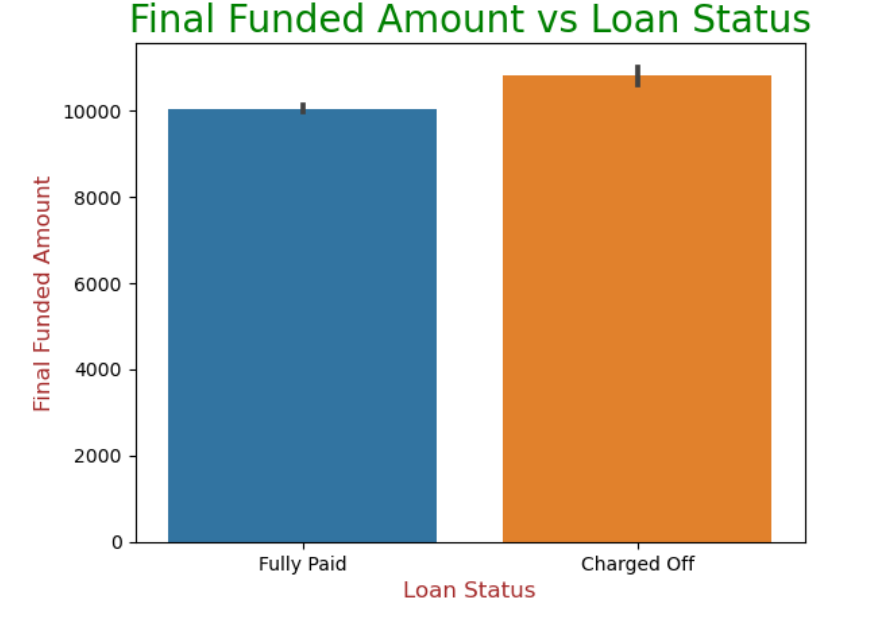 Final Funded Amount vs Loan Status
Final Funded Amount
10000
8000
6000
4000
2000
0
Fully Paid
Charged Off
Loan Status